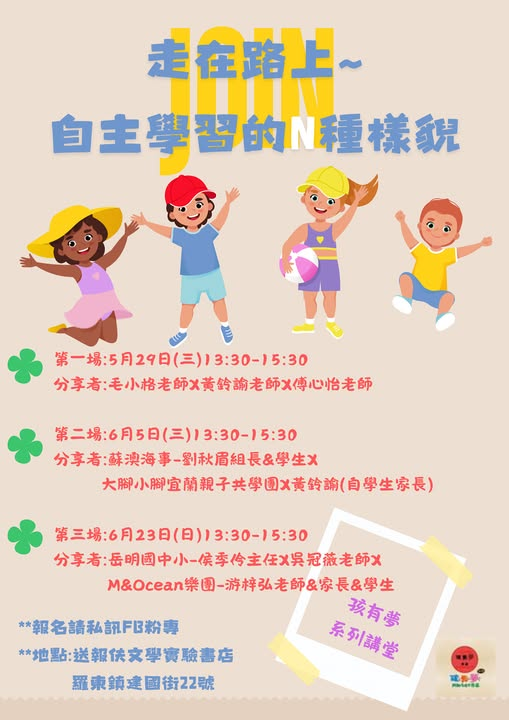 JOIN
走在路上~
自主學習的N種樣貌
第一場:5月29日(三)13:30-15:30
分享者:毛小格老師X黃鈴諭老師X傅心怡老師
第二場:6月5日(三)13:30-15:30
分享者:蘇澳海事-劉秋眉組長&學生X
大腳小腳宜蘭親子共學團X黃鈴諭(自學生家長)
第三場:6月23日(日)13:30-15:30
分享者:岳明國中小-侯季伶主任X吳冠薇老師X
M&Ocean樂團-游梓弘老師&家長&學生
孩有夢
系列講堂
**報名請私訊FB粉專
**地點:送報伕文學實驗書店
羅東鎮建國街22號